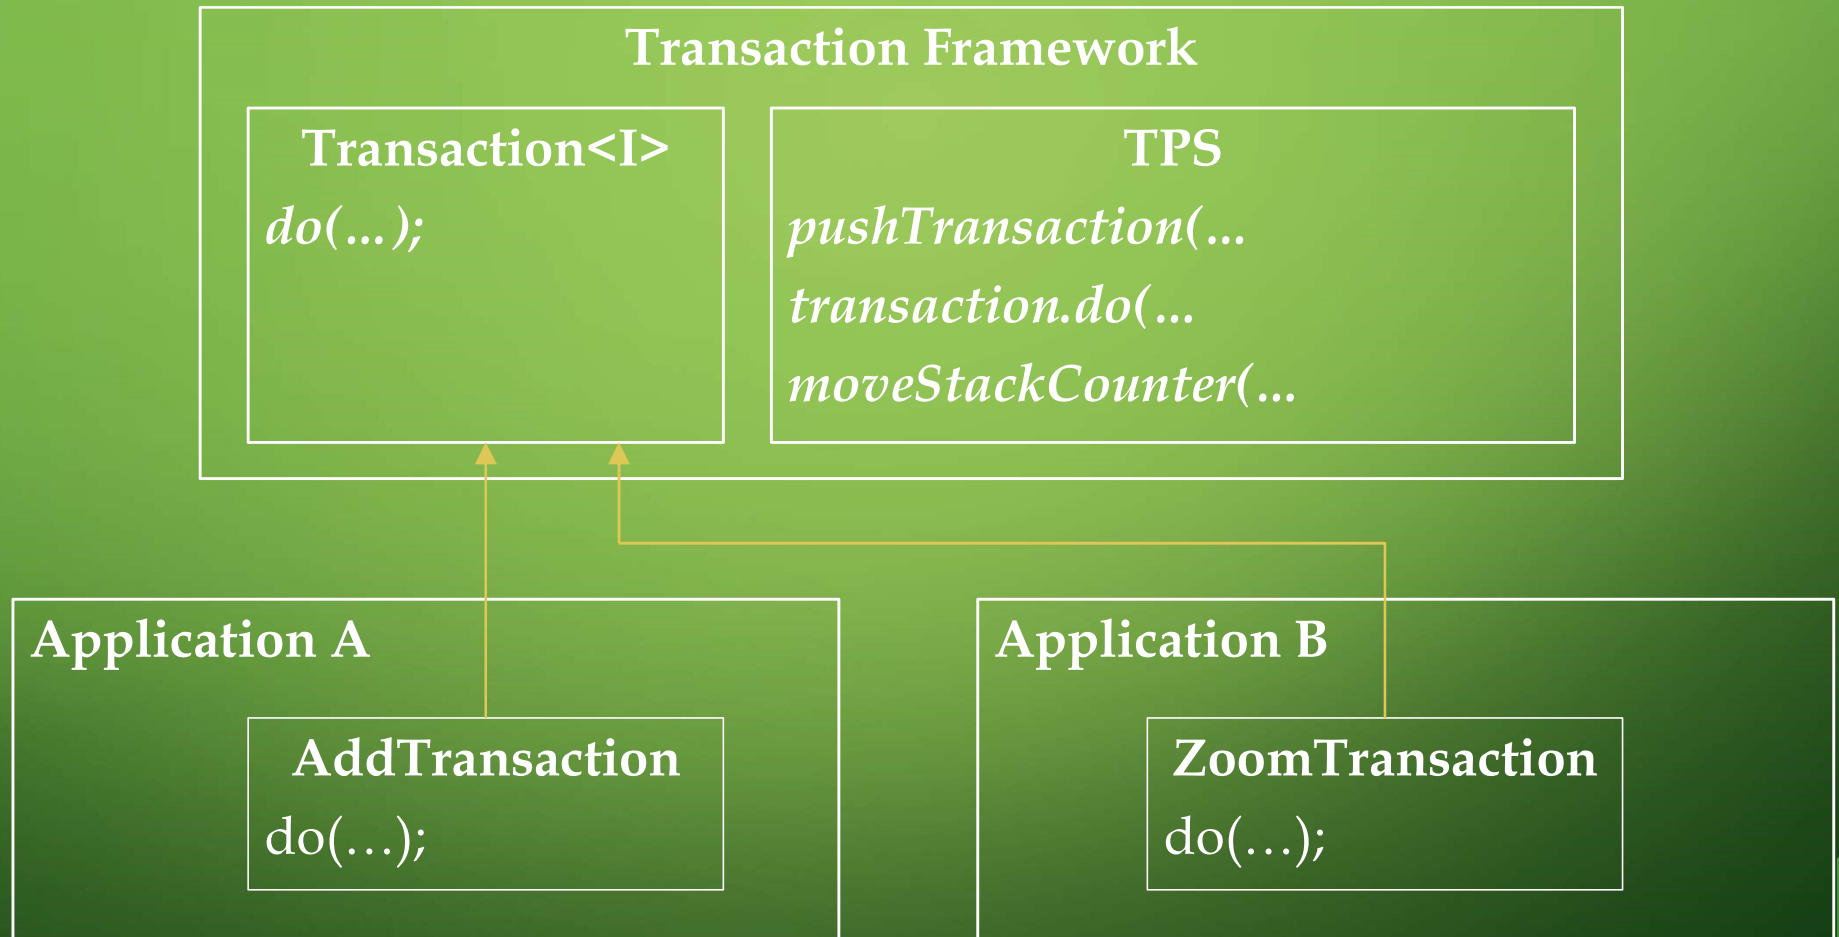 Transaction Framework
Transaction<I>
do(…);
TPS
pushTransaction(…
transaction.do(…
moveStackCounter(…
Application A
AddTransaction
do(…);
Application B
ZoomTransaction
do(…);